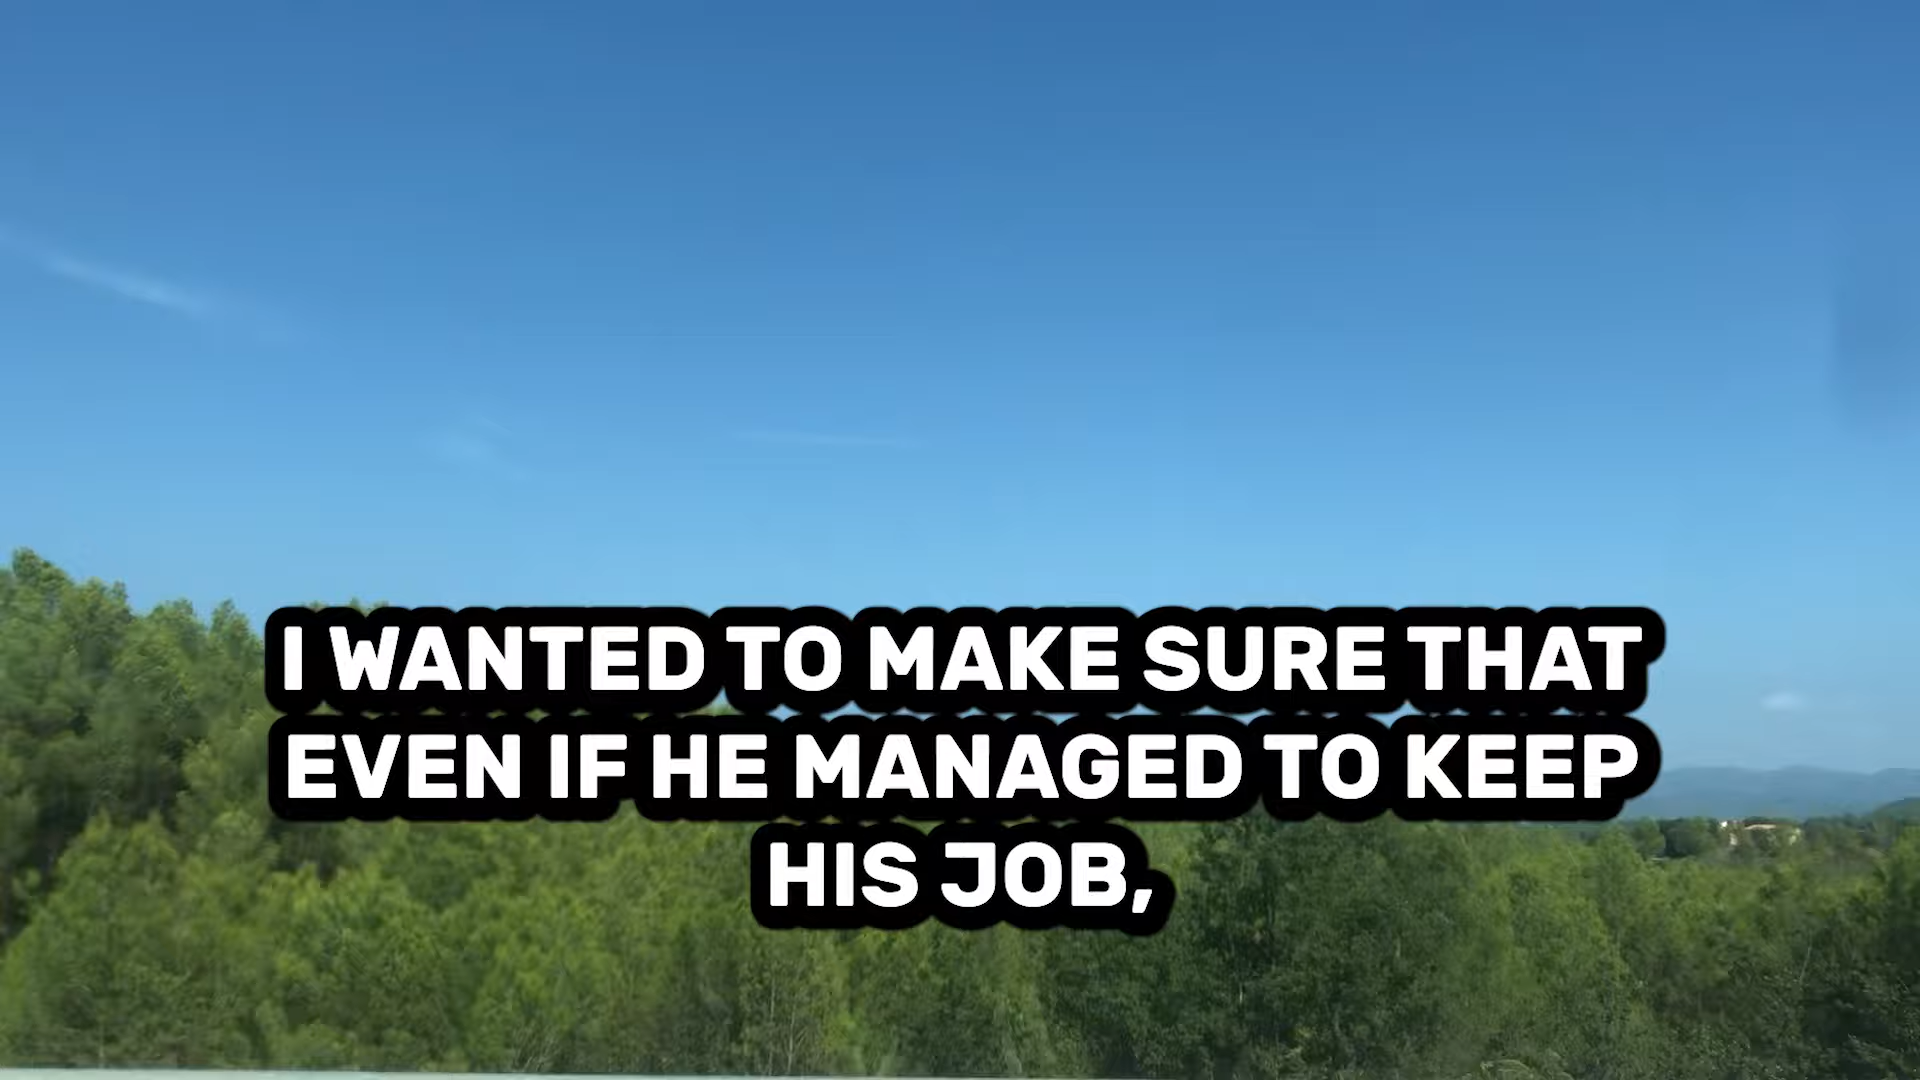 I WANTED TO MAKE SURE THAT
EVEN IF HE MANAGED TO KEEP
HIS JOB,